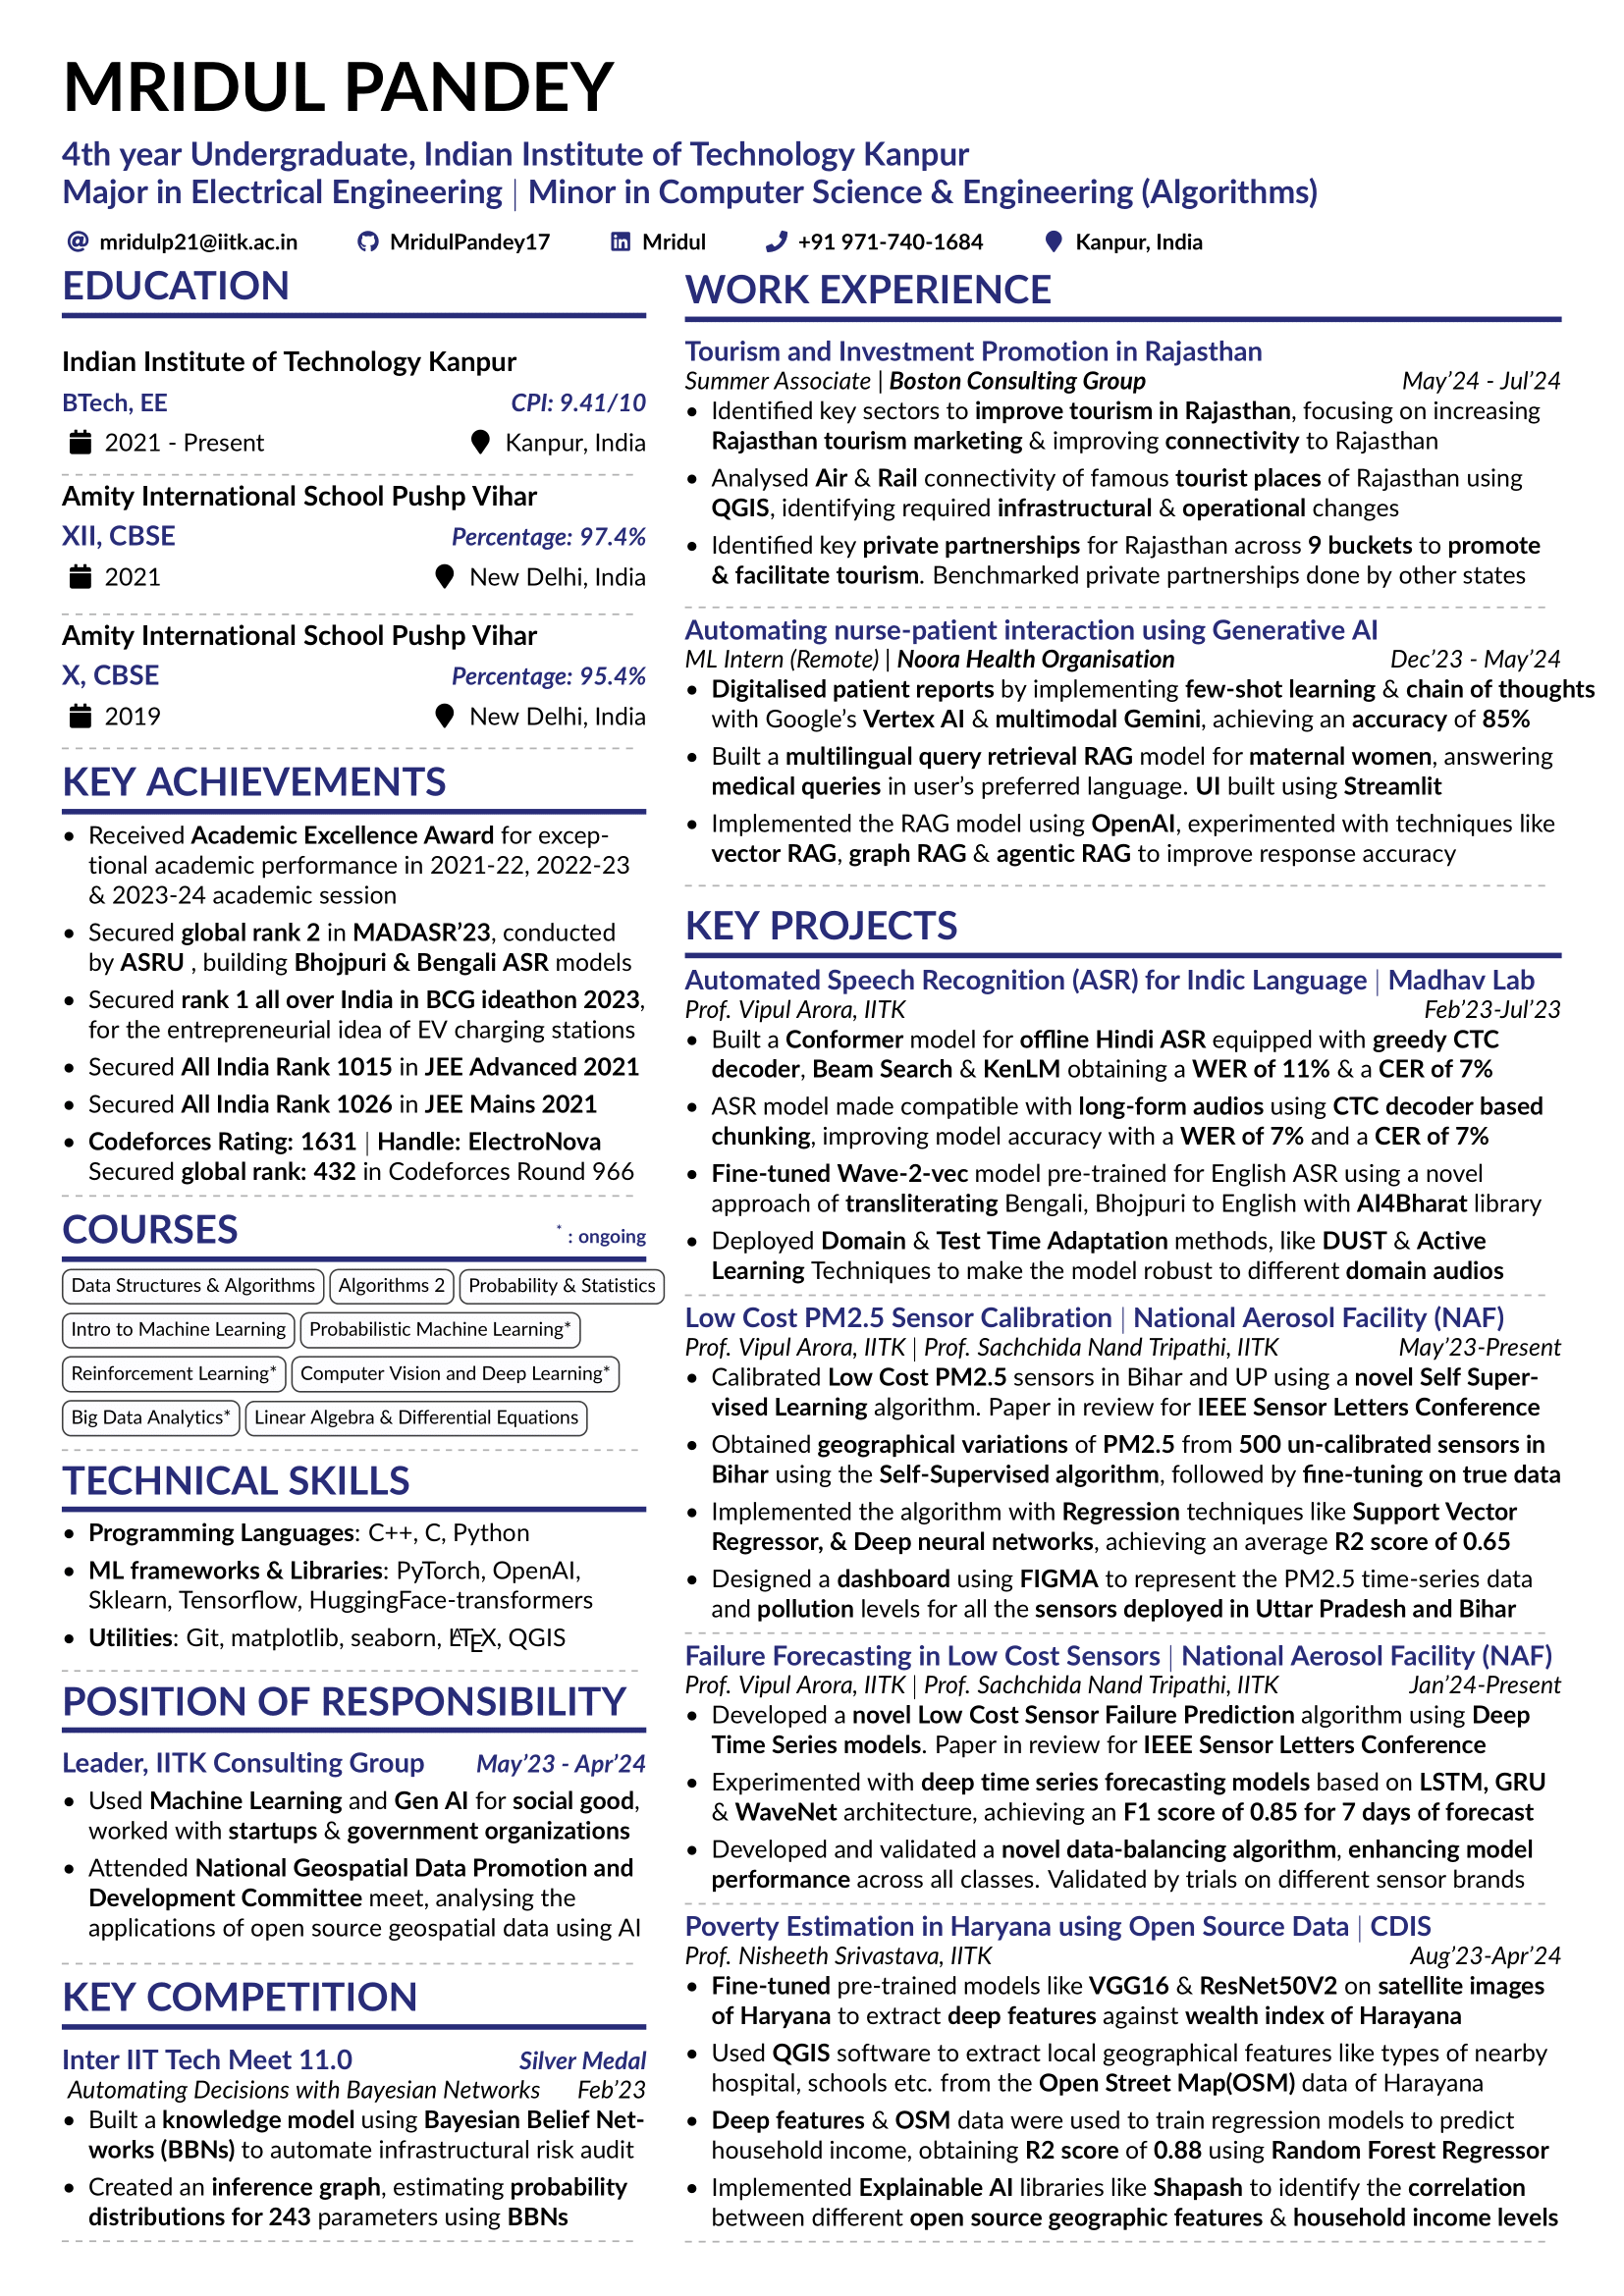 MRIDUL PANDEY
4th year Undergraduate, Indian Institute of Technology Kanpur
Major in Electrical Engineering | Minor in Computer Science & Engineering (Algorithms)
mridulp21@iitk.ac.in MridulPandey17 Mridul +91 971-740-1684 Kanpur, India
EDUCATION
Indian Institute of Technology Kanpur
BTech, EE CPI: 9.41/10
2021 - Present Kanpur, India
Amity International School Pushp Vihar
XII, CBSE Percentage: 97.4%
2021 New Delhi, India
Amity International School Pushp Vihar
X, CBSE Percentage: 95.4%
2019 New Delhi, India
KEY ACHIEVEMENTS
• Received Academic Excellence Award for excep-
tional academic performance in 2021-22, 2022-23
& 2023-24 academic session
• Secured global rank 2 in MADASR’23, conducted
by ASRU , building Bhojpuri & Bengali ASR models
• Secured rank 1 all over India in BCG ideathon 2023,
for the entrepreneurial idea of EV charging stations
• Secured All India Rank 1015 in JEE Advanced 2021
• Secured All India Rank 1026 in JEE Mains 2021
• Codeforces Rating: 1631 | Handle: ElectroNova
Secured global rank: 432 in Codeforces Round 966
COURSES * : ongoing
Data Structures & Algorithms Algorithms 2 Probability & Statistics
Intro to Machine Learning Probabilistic Machine Learning*
Reinforcement Learning* Computer Vision and Deep Learning*
Big Data Analytics* Linear Algebra & Differential Equations
TECHNICAL SKILLS
• Programming Languages: C++, C, Python
• ML frameworks & Libraries: PyTorch, OpenAI,
Sklearn, Tensorflow, HuggingFace-transformers
• Utilities: Git, matplotlib, seaborn, LATEX, QGIS
POSITION OF RESPONSIBILITY
Leader, IITK Consulting Group May’23 - Apr’24
• Used Machine Learning and Gen AI for social good,
worked with startups & government organizations
• Attended National Geospatial Data Promotion and
Development Committee meet, analysing the
applications of open source geospatial data using AI
KEY COMPETITION
Inter IIT Tech Meet 11.0 Silver Medal
Automating Decisions with Bayesian Networks Feb’23
• Built a knowledge model using Bayesian Belief Net-
works (BBNs) to automate infrastructural risk audit
• Created an inference graph, estimating probability
distributions for 243 parameters using BBNs
WORK EXPERIENCE
Tourism and Investment Promotion in Rajasthan
Summer Associate | Boston Consulting Group May’24 - Jul’24
• Identified key sectors to improve tourism in Rajasthan, focusing on increasing
Rajasthan tourism marketing & improving connectivity to Rajasthan
• Analysed Air & Rail connectivity of famous tourist places of Rajasthan using
QGIS, identifying required infrastructural & operational changes
• Identified key private partnerships for Rajasthan across 9 buckets to promote
& facilitate tourism. Benchmarked private partnerships done by other states
Automating nurse-patient interaction using Generative AI
ML Intern (Remote) | Noora Health Organisation Dec’23 - May’24
• Digitalised patient reports by implementing few-shot learning & chain of thoughts
with Google’s Vertex AI & multimodal Gemini, achieving an accuracy of 85%
• Built a multilingual query retrieval RAG model for maternal women, answering
medical queries in user’s preferred language. UI built using Streamlit
• Implemented the RAG model using OpenAI, experimented with techniques like
vector RAG, graph RAG & agentic RAG to improve response accuracy
KEY PROJECTS
Automated Speech Recognition (ASR) for Indic Language | Madhav Lab
Prof. Vipul Arora, IITK Feb’23-Jul’23
• Built a Conformer model for offline Hindi ASR equipped with greedy CTC
decoder, Beam Search & KenLM obtaining a WER of 11% & a CER of 7%
• ASR model made compatible with long-form audios using CTC decoder based
chunking, improving model accuracy with a WER of 7% and a CER of 7%
• Fine-tuned Wave-2-vec model pre-trained for English ASR using a novel
approach of transliterating Bengali, Bhojpuri to English with AI4Bharat library
• Deployed Domain & Test Time Adaptation methods, like DUST & Active
Learning Techniques to make the model robust to different domain audios
Low Cost PM2.5 Sensor Calibration | National Aerosol Facility (NAF)
Prof. Vipul Arora, IITK | Prof. Sachchida Nand Tripathi, IITK May’23-Present
• Calibrated Low Cost PM2.5 sensors in Bihar and UP using a novel Self Super-
vised Learning algorithm. Paper in review for IEEE Sensor Letters Conference
• Obtained geographical variations of PM2.5 from 500 un-calibrated sensors in
Bihar using the Self-Supervised algorithm, followed by fine-tuning on true data
• Implemented the algorithm with Regression techniques like Support Vector
Regressor, & Deep neural networks, achieving an average R2 score of 0.65
• Designed a dashboard using FIGMA to represent the PM2.5 time-series data
and pollution levels for all the sensors deployed in Uttar Pradesh and Bihar
Failure Forecasting in Low Cost Sensors | National Aerosol Facility (NAF)
Prof. Vipul Arora, IITK | Prof. Sachchida Nand Tripathi, IITK Jan’24-Present
• Developed a novel Low Cost Sensor Failure Prediction algorithm using Deep
Time Series models. Paper in review for IEEE Sensor Letters Conference
• Experimented with deep time series forecasting models based on LSTM, GRU
& WaveNet architecture, achieving an F1 score of 0.85 for 7 days of forecast
• Developed and validated a novel data-balancing algorithm, enhancing model
performance across all classes. Validated by trials on different sensor brands
Poverty Estimation in Haryana using Open Source Data | CDIS
Prof. Nisheeth Srivastava, IITK Aug’23-Apr’24
• Fine-tuned pre-trained models like VGG16 & ResNet50V2 on satellite images
of Haryana to extract deep features against wealth index of Harayana
• Used QGIS software to extract local geographical features like types of nearby
hospital, schools etc. from the Open Street Map(OSM) data of Harayana
• Deep features & OSM data were used to train regression models to predict
household income, obtaining R2 score of 0.88 using Random Forest Regressor
• Implemented Explainable AI libraries like Shapash to identify the correlation
between different open source geographic features & household income levels